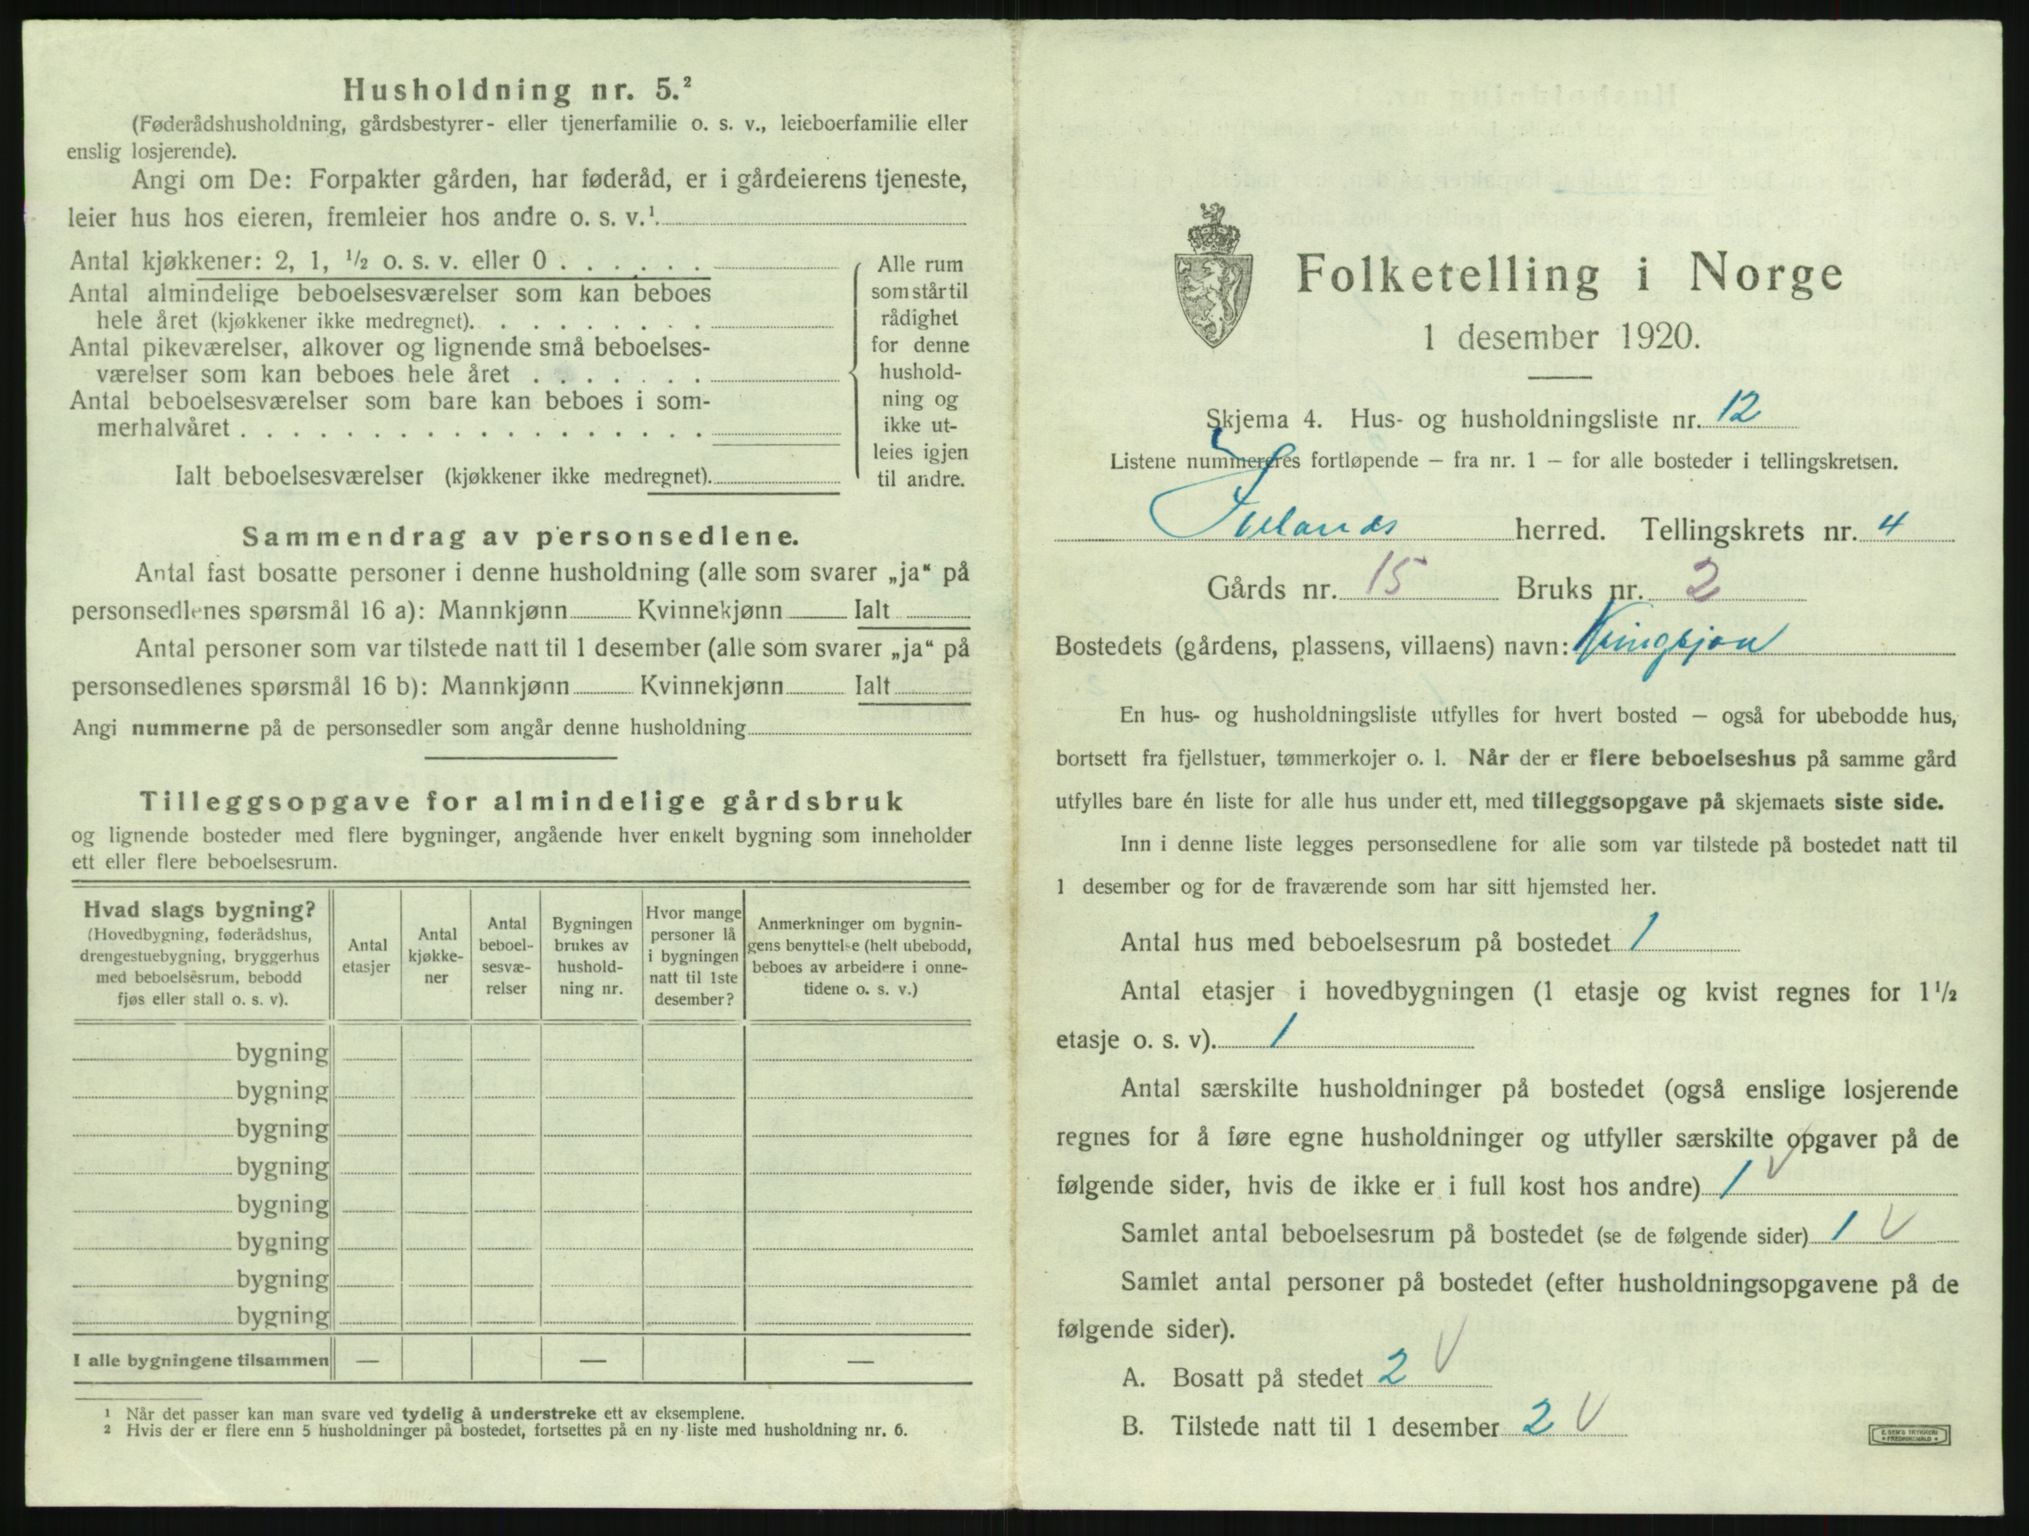 Husholdning nr. 5.²
(Føderådshusholdning, gårdsbestyrer- eller tjenerfamilie o. s. v., leieboerfamilie eller
enslig losjerende).
Angi om De: Forpakter gården, har føderåd, er i gårdeierens tjeneste,
leier hus hos eieren, fremleier hos andre o. s. v.¹
Antal kjøkkener: 2, 1, ½ o. s. v. eller 0 . . . . . .
Antal almindelige beboelsesværelser som kan beboes
hele året (kjøkkener ikke medregnet). . . . . . . . .
Antal pikeværelser, alkover og lignende små beboelses-
værelser som kan beboes hele året . . . . . . .
Antal beboelsesværelser som bare kan beboes i som-
merhalvåret . . . . . . . . . . . . . . . . . .
Ialt beboelsesværelser (kjøkkener ikke medregnet).
Alle rum
som står til
rådighet
for denne
hushold-
ning og
ikke ut-
leies igjen
til andre.
Sammendrag av personsedlene.
Antal fast bosatte personer i denne husholdning (alle som svarer „ja“ på
personsedlenes spørsmål 16 a): Mannkjønn Kvinnekjønn Ialt
Antal personer som var tilstede natt til 1 desember (alle som svarer „ja“ på
personsedlenes spørsmål 16 b): Mannkjønn Kvinnekjønn Ialt
Angi nummerne på de personsedler som angår denne husholdning
Tilleggsopgave for almindelige gårdsbruk
og lignende bosteder med flere bygninger, angående hver enkelt bygning som inneholder
ett eller flere beboelsesrum.
Hvad slags bygning?
(Hovedbygning, føderådshus,
drengestuebygning, bryggerhus
med beboelsesrum, bebodd
fjøs eller stall o. s. v).
Antal
etasjer
Antal
kjøkke-
ner
Antal
beboel-
sesvæ-
relser
Bygningen
brukes av
hushold-
ning nr.
Hvor mange
personer lå
i bygningen
natt til 1ste
desember?
Anmerkninger om bygnin-
gens benyttelse (helt ubebodd,
beboes av arbeidere i onne-
tidene o. s. v.)
bygning
bygning
bygning
bygning
bygning
bygning
bygning
bygning
I alle bygningene tilsammen — — —
¹ Når det passer kan man svare ved tydelig å understreke ett av eksemplene.
² Hvis der er flere enn 5 husholdninger på bostedet, fortsettes på en ny liste med husholdning nr. 6.
Folketelling i Norge
1 desember 1920.
Skjema 4. Hus- og husholdningsliste nr. 12
Listene nummereres fortløpende — fra nr. 1 — for alle bosteder i tellingskretsen.
herred. Tellingskrets nr. 4
Gårds nr. 15 Bruks nr. 2
Bostedets (gårdens, plassens, villaens) navn:
En hus- og husholdningsliste utfylles for hvert bosted — også for ubebodde hus,
bortsett fra fjellstuer, tømmerkojer o. l. Når der er flere beboelseshus på samme gård
utfylles bare én liste for alle hus under ett, med tilleggsopgave på skjemaets siste side.
Inn i denne liste legges personsedlene for alle som var tilstede på bostedet natt til
1 desember og for de fraværende som har sitt hjemsted her.
Antal hus med beboelsesrum på bostedet 1
Antal etasjer i hovedbygningen (1 etasje og kvist regnes for 1½
etasje o. s. v). 1
Antal særskilte husholdninger på bostedet (også enslige losjerende
regnes for å føre egne husholdninger og utfyller særskilte opgaver på de
følgende sider, hvis de ikke er i full kost hos andre) 1 V
Samlet antal beboelsesrum på bostedet (se de følgende sider) 1 V
Samlet antal personer på bostedet (efter husholdningsopgavene på de
følgende sider).
A. Bosatt på stedet 2 V
B. Tilstede natt til 1 desember 2 V